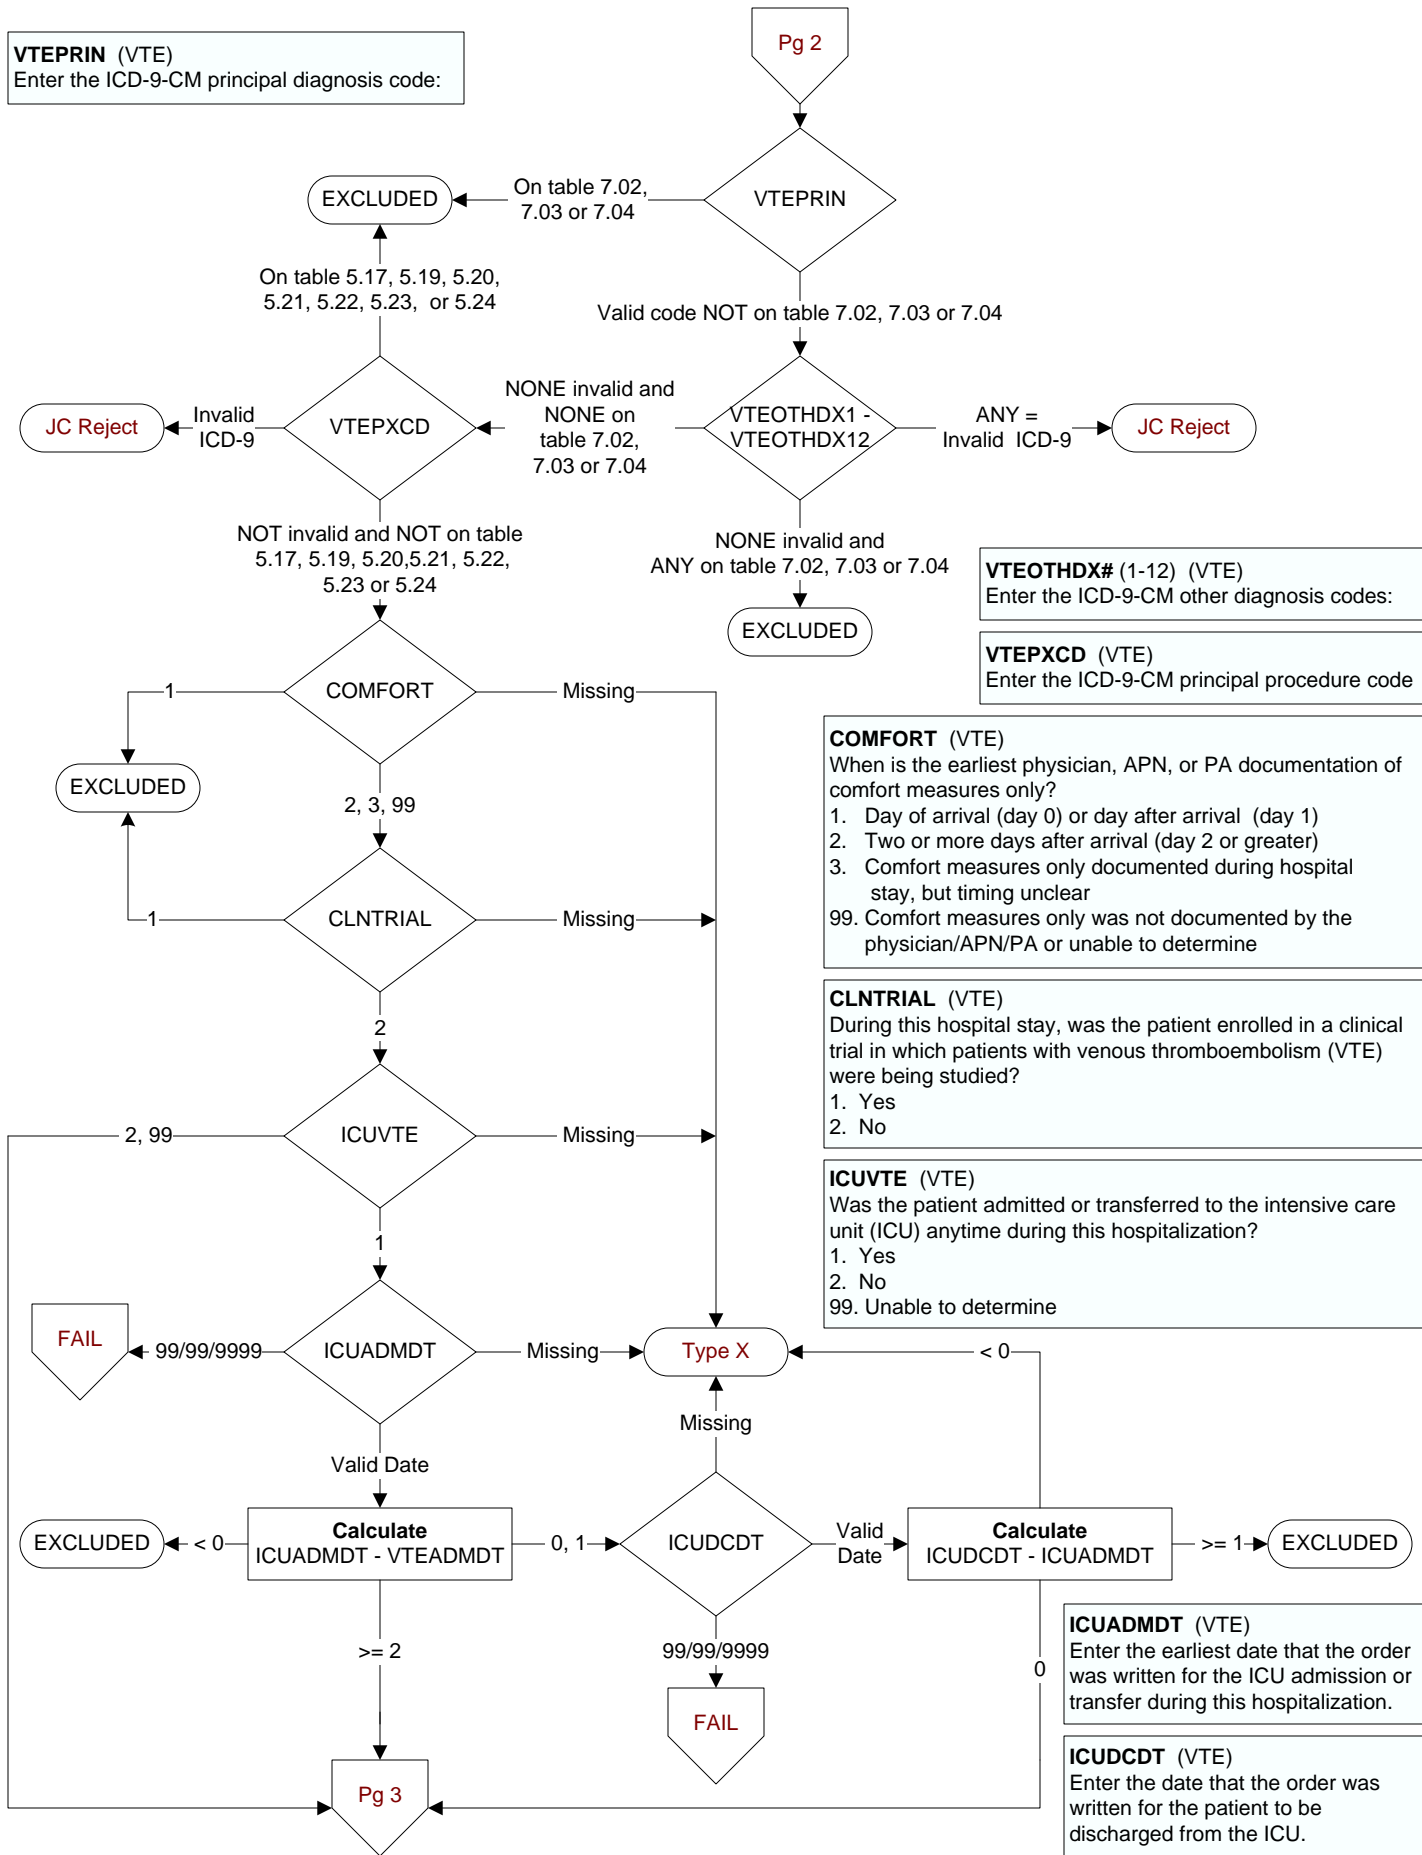 VTEPRIN (VTE)
Enter the ICD-9-CM principal diagnosis code:
Pg 2
VTEPRIN
On table 7.02,
7.03 or 7.04
EXCLUDED
On table 5.17, 5.19, 5.20,
5.21, 5.22, 5.23, or 5.24
Valid code NOT on table 7.02, 7.03 or 7.04
JC Reject
Invalid
ICD-9
VTEPXCD
NONE invalid and
NONE on
table 7.02,
7.03 or 7.04
VTEOTHDX1 -
VTEOTHDX12
ANY =
Invalid ICD-9
JC Reject
NOT invalid and NOT on table
5.17, 5.19, 5.20,5.21, 5.22,
5.23 or 5.24
NONE invalid and
ANY on table 7.02, 7.03 or 7.04
EXCLUDED
VTEOTHDX# (1-12) (VTE)
Enter the ICD-9-CM other diagnosis codes:
VTEPXCD (VTE)
Enter the ICD-9-CM principal procedure code
1
COMFORT
Missing
EXCLUDED
2, 3, 99
COMFORT (VTE)
When is the earliest physician, APN, or PA documentation of
comfort measures only?
1. Day of arrival (day 0) or day after arrival (day 1)
2. Two or more days after arrival (day 2 or greater)
3. Comfort measures only documented during hospital
stay, but timing unclear
99. Comfort measures only was not documented by the
physician/APN/PA or unable to determine
1
CLNTRIAL
Missing
2
CLNTRIAL (VTE)
During this hospital stay, was the patient enrolled in a clinical
trial in which patients with venous thromboembolism (VTE)
were being studied?
1. Yes
2. No
2, 99
ICUVTE
Missing
1
ICUVTE (VTE)
Was the patient admitted or transferred to the intensive care
unit (ICU) anytime during this hospitalization?
1. Yes
2. No
99. Unable to determine
FAIL
99/99/9999
ICUADMDT
Missing
Type X
< 0
Missing
Valid Date
EXCLUDED
< 0
Calculate
ICUADMDT - VTEADMDT
0, 1
ICUDCDT
Valid
Date
Calculate
ICUDCDT - ICUADMDT
>= 1
EXCLUDED
>= 2
99/99/9999
0
FAIL
Pg 3
ICUADMDT (VTE)
Enter the earliest date that the order
was written for the ICU admission or
transfer during this hospitalization.
ICUDCDT (VTE)
Enter the date that the order was
written for the patient to be
discharged from the ICU.